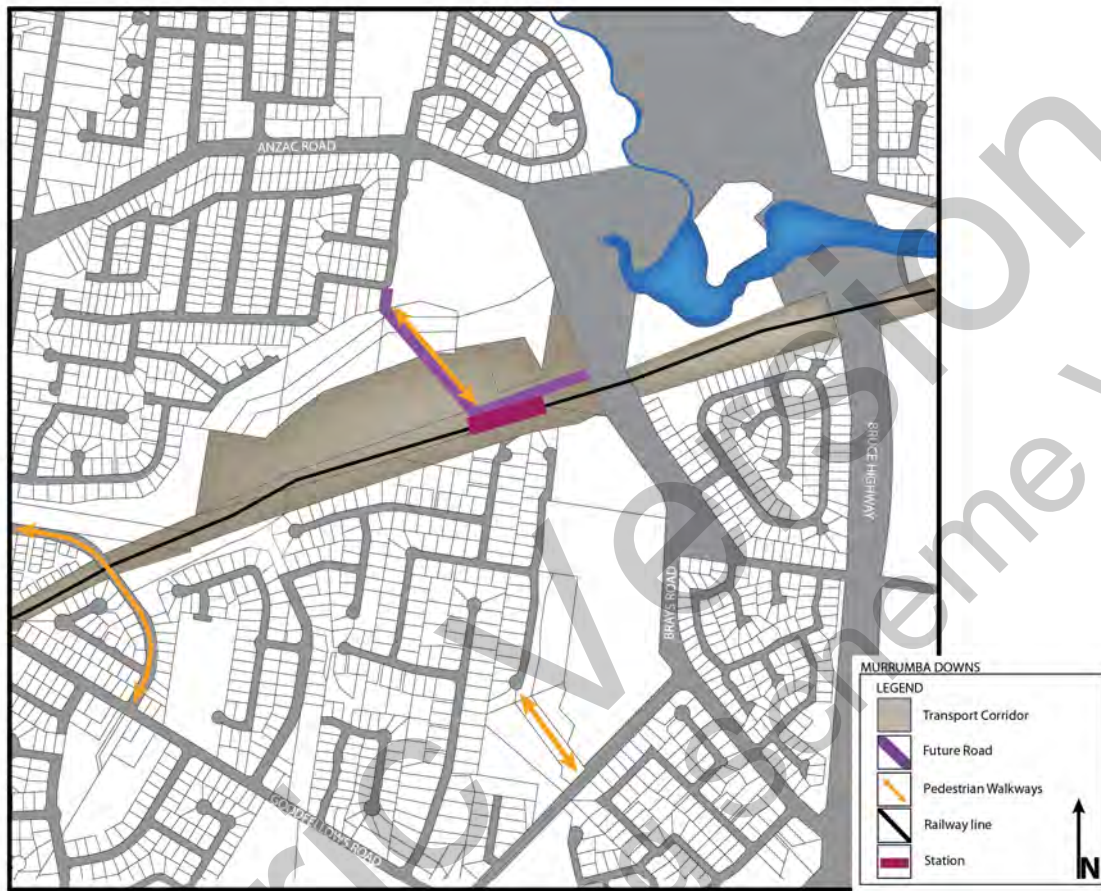 ANZAC ROAD
BRUCE HIGHWAY
BRAYS ROAD
GOODFELLOWS ROAD
MURRUMBA DOWNS
LEGEND
Transport Corridor
Future Road
Pedestrian Walkways
Railway line
Station
N